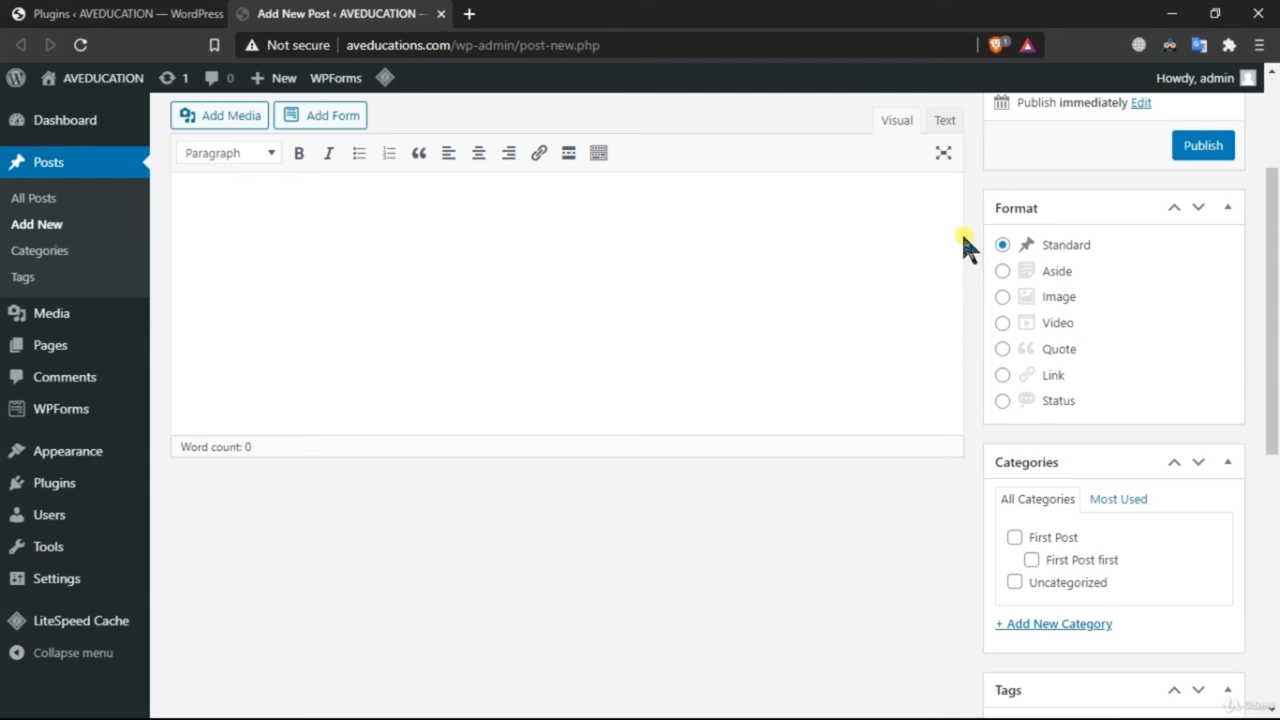 Plugins ‹ AVEDUCATION — WordPress
Add New Post ‹ AVEDUCATION —
Not secure
aveducations.com/wp-admin/post-new.php
1
AVEDUCATION
1
0
New
WPForms
Howdy, admin
Dashboard
Posts
All Posts
Add New
Categories
Tags
Media
Pages
Comments
WPForms
Appearance
Plugins
Users
Tools
Settings
LiteSpeed Cache
Collapse menu
Add Media
Add Form
Visual
Text
Paragraph
B
I
Word count: 0
Publish immediately Edit
Publish
Format
Standard
Aside
Image
Video
Quote
Link
Status
Categories
All Categories
Most Used
First Post
First Post first
Uncategorized
+ Add New Category
Tags
Udemy